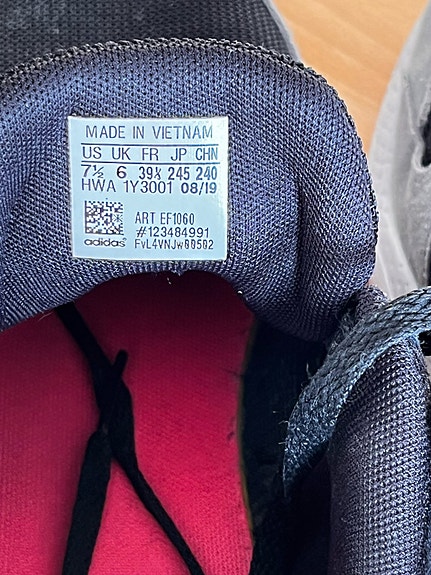 MADE IN VIETNAM
US UK FR JP CHN
7½ 6 39⅓ 245 240
HWA 1Y3001 08/19
ART EF1060
#123484991
adidas FvL4VNJw00502